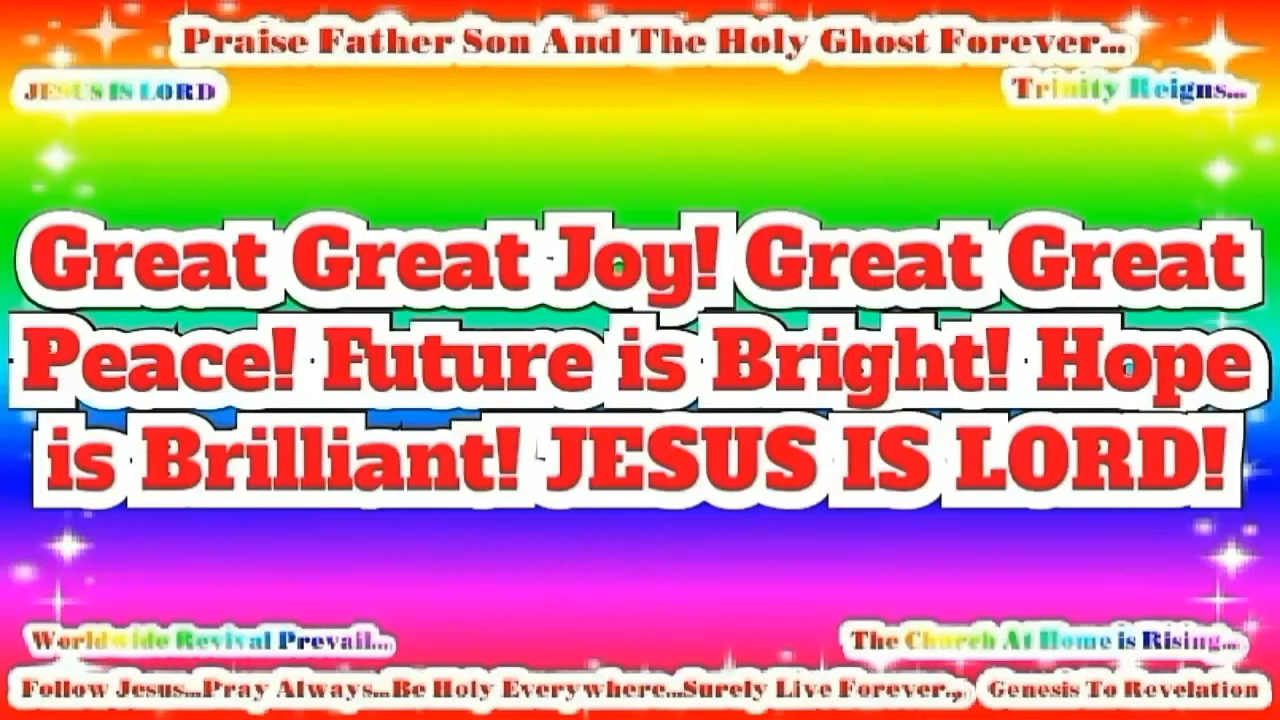 Praise Father Son And The Holy Ghost Forever...
JESUS IS LORD
Trinity Reigns...
Great Great Joy! Great Great
Peace! Future is Bright! Hope
is Brilliant! JESUS IS LORD!
Worldwide Revival Prevail...
The Church At Home is Rising...
Follow Jesus...Pray Always...Be Holy Everywhere...Surely Live Forever.., Genesis To Revelation